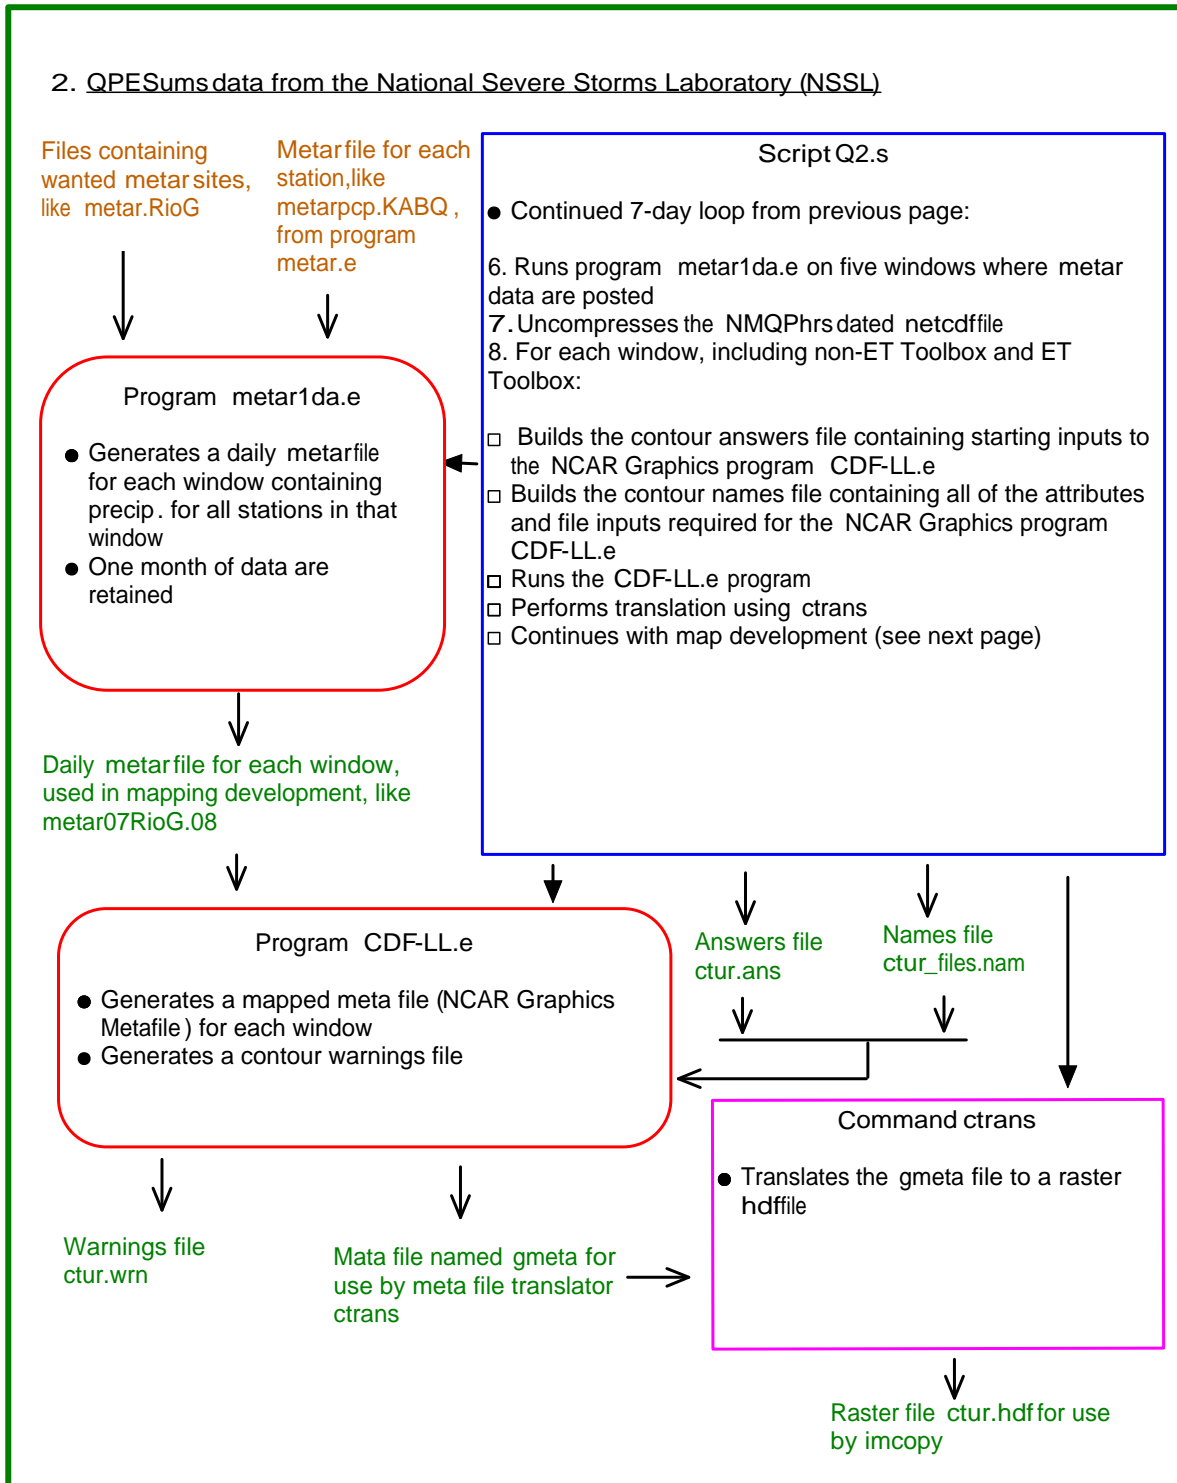 2. QPESums data from the National Severe Storms Laboratory (NSSL)
Files containing
wanted metar sites,
like metar.RioG
Metar file for each
station, like
metarpcp.KABQ ,
from program
metar.e
Script Q2.s
● Continued 7-day loop from previous page:
6. Runs program metar1da.e on five windows where metar
data are posted
7. Uncompresses the NMQPhrs dated netcdf file
8. For each window, including non-ET Toolbox and ET
Toolbox:
□ Builds the contour answers file containing starting inputs to
the NCAR Graphics program CDF-LL.e
□ Builds the contour names file containing all of the attributes
and file inputs required for the NCAR Graphics program
CDF-LL.e
□ Runs the CDF-LL.e program
□ Performs translation using ctrans
□ Continues with map development (see next page)
Program metar1da.e
● Generates a daily metar file
for each window containing
precip. for all stations in that
window
● One month of data are
retained
Daily metar file for each window,
used in mapping development, like
metar07RioG.08
Program CDF-LL.e
● Generates a mapped meta file (NCAR Graphics
Metafile) for each window
● Generates a contour warnings file
Answers file
ctur.ans
Names file
ctur_files.nam
Command ctrans
● Translates the gmeta file to a raster
hdf file
Warnings file
ctur.wrn
Mata file named gmeta for
use by meta file translator
ctrans
Raster file ctur.hdf for use
by imcopy